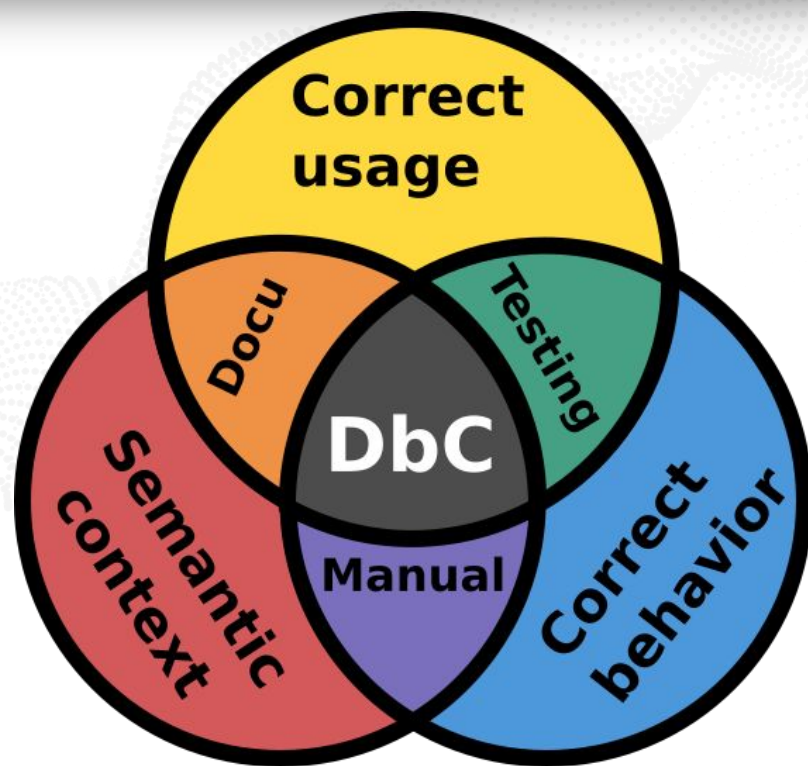 Correct
usage
Docu
Testing
DbC
Semantic
context
Manual
Correct
behavior